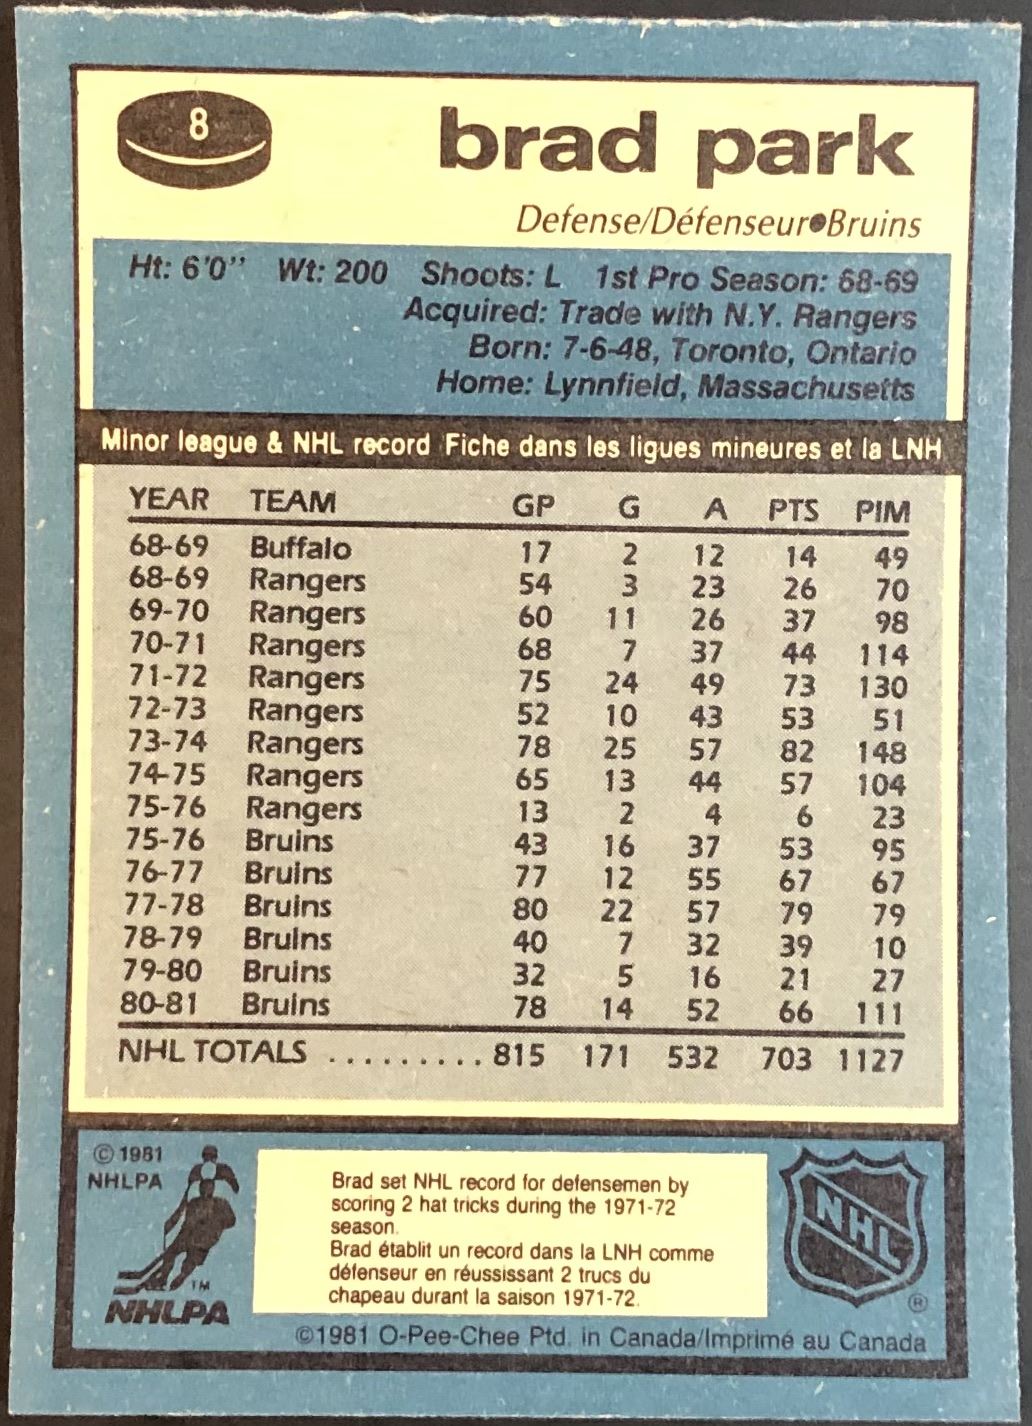 8
brad park
Defense/Défenseur•Bruins
Ht: 6'0" Wt: 200 Shoots: L 1st Pro Season: 68-69
Acquired: Trade with N.Y. Rangers
Born: 7-6-48, Toronto, Ontario
Home: Lynnfield, Massachusetts
Minor league & NHL record Fiche dans les ligues mineures et la LNH
YEAR TEAM GP G A PTS PIM
68-69 Buffalo 17 2 12 14 49
68-69 Rangers 54 3 23 26 70
69-70 Rangers 60 11 26 37 98
70-71 Rangers 68 7 37 44 114
71-72 Rangers 75 24 49 73 130
72-73 Rangers 52 10 43 53 51
73-74 Rangers 78 25 57 82 148
74-75 Rangers 65 13 44 57 104
75-76 Rangers 13 2 4 6 23
75-76 Bruins 43 16 37 53 95
76-77 Bruins 77 12 55 67 67
77-78 Bruins 80 22 57 79 79
78-79 Bruins 40 7 32 39 10
79-80 Bruins 32 5 16 21 27
80-81 Bruins 78 14 52 66 111
NHL TOTALS ......... 815 171 532 703 1127
© 1981
NHLPA
TM
NHLPA
Brad set NHL record for defensemen by
scoring 2 hat tricks during the 1971-72
season.
Brad établit un record dans la LNH comme
défenseur en réussissant 2 trucs du
chapeau durant la saison 1971-72.
NHL
®
©1981 O-Pee-Chee Ptd. in Canada/Imprimé au Canada